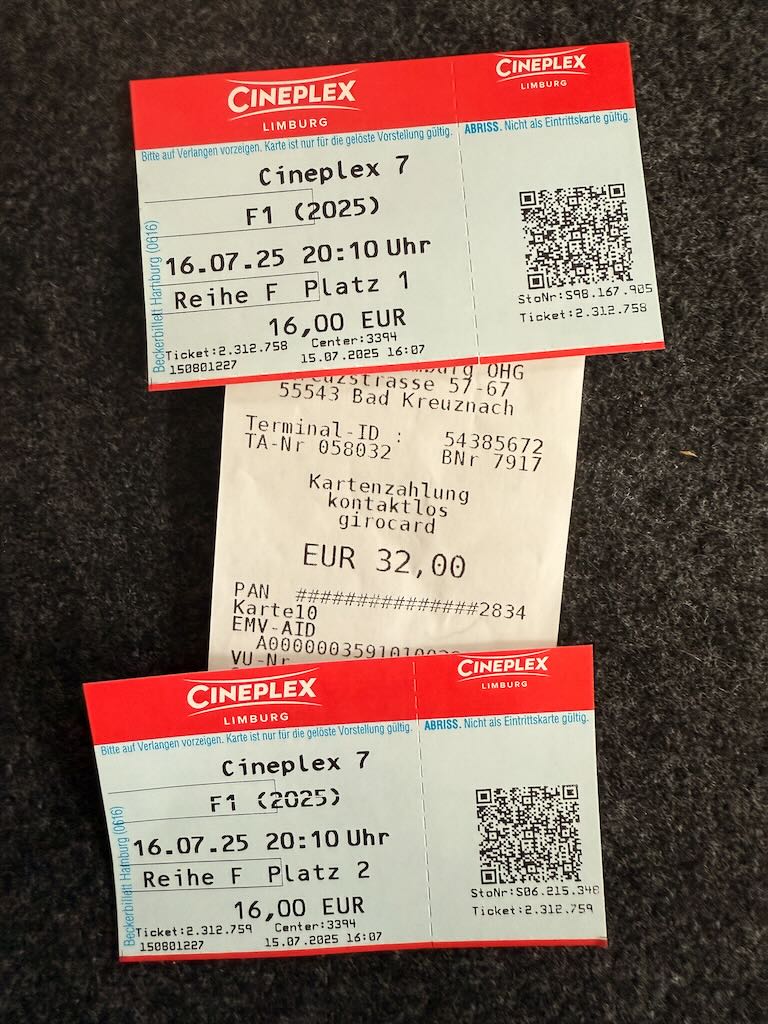 CINEPLEX
LIMBURG
Bitte auf Verlangen vorzeigen. Karte ist nur für die gelöste Vorstellung gültig.
Cineplex 7
F1 (2025)
16.07.25 20:10 Uhr
Reihe F Platz 1
16,00 EUR
Ticket:2.312.758 Center:3394
150801227 15.07.2025 16:07
Beckerbillett Hamburg (0616)
CINEPLEX
LIMBURG
ABRISS. Nicht als Eintrittskarte gültig.
StoNr:S98.167.905
Ticket:2.312.758
OHG
57-67
55543 Bad Kreuznach
Terminal-ID : 54385672
TA-Nr 058032 BNr 7917
Kartenzahlung
kontaktlos
girocard
EUR 32,00
PAN ###############2834
Karte10
EMV-AID
VU-Nr
CINEPLEX
LIMBURG
Bitte auf Verlangen vorzeigen. Karte ist nur für die gelöste Vorstellung gültig.
Cineplex 7
F1 (2025)
16.07.25 20:10 Uhr
Reihe F Platz 2
16,00 EUR
Ticket:2.312.759 Center:3394
150801227 15.07.2025 16:07
Beckerbillett Hamburg (0616)
CINEPLEX
LIMBURG
ABRISS. Nicht als Eintrittskarte gültig.
StoNr:S06.215.348
Ticket:2.312.759